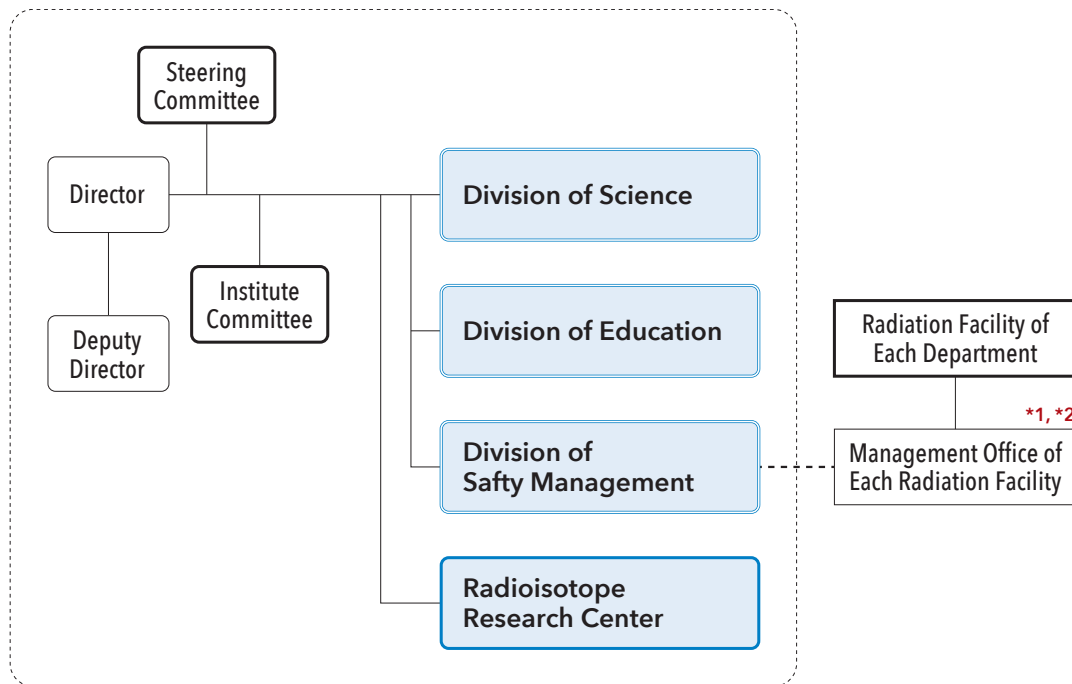 Steering
Committee
Director
Division of Science
Institute
Committee
Deputy
Director
Division of Education
Radiation Facility of
Each Department
*1, *2
Division of
Safty Management
Management Office of
Each Radiation Facility
Radioisotope
Research Center